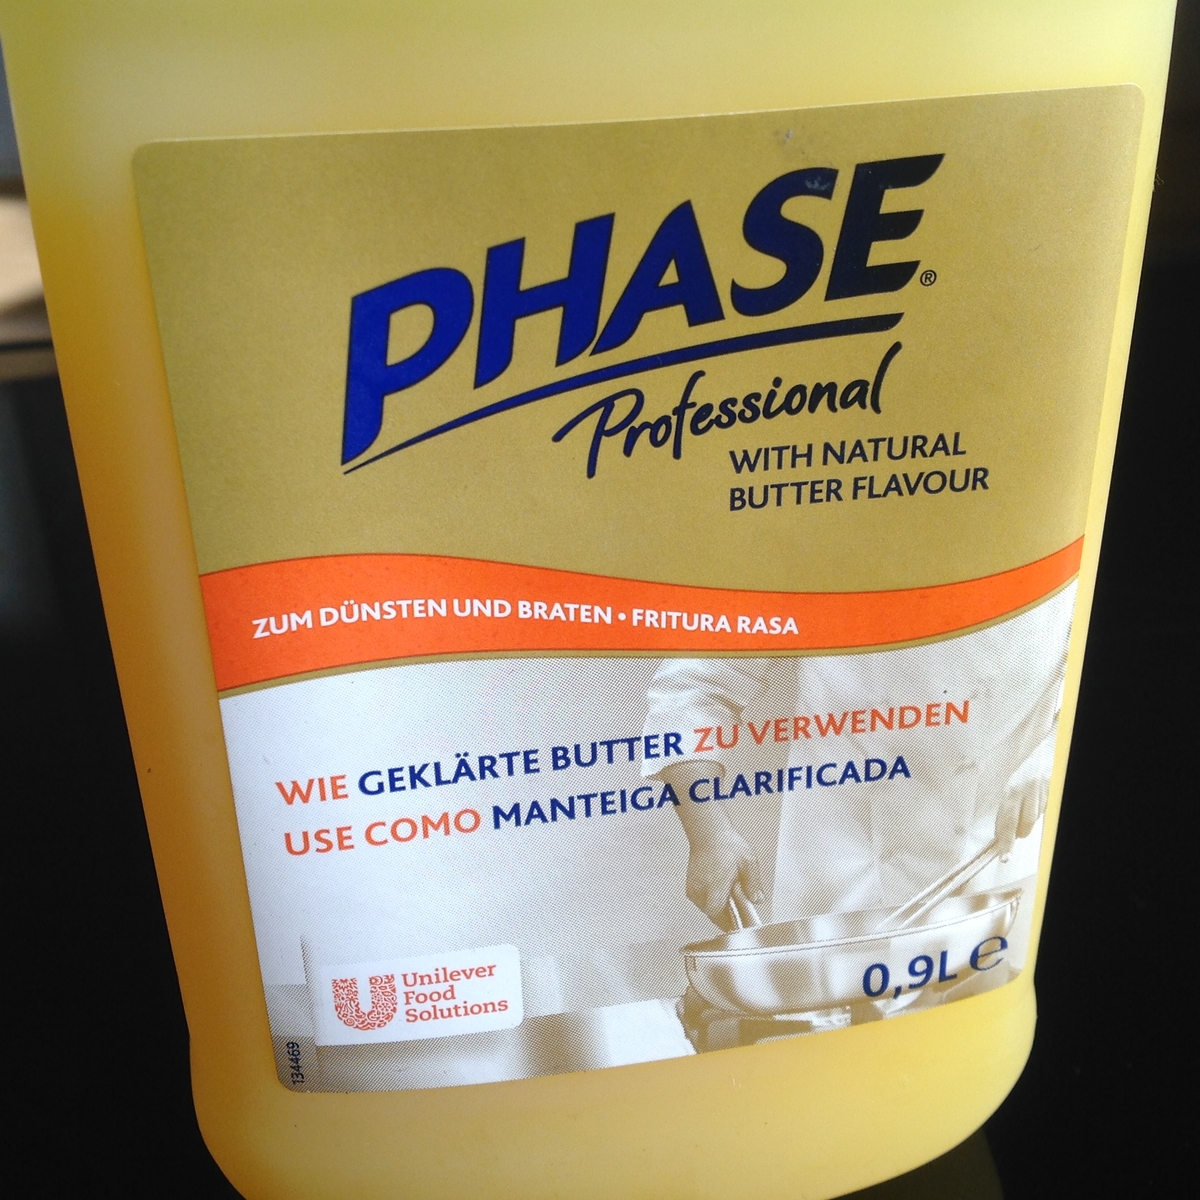 PHASE®
Professional
WITH NATURAL
BUTTER FLAVOUR
ZUM DÜNSTEN UND BRATEN • FRITURA RASA
WIE GEKLÄRTE BUTTER ZU VERWENDEN
USE COMO MANTEIGA CLARIFICADA
Unilever
Food
Solutions
0,9L ℮
134469